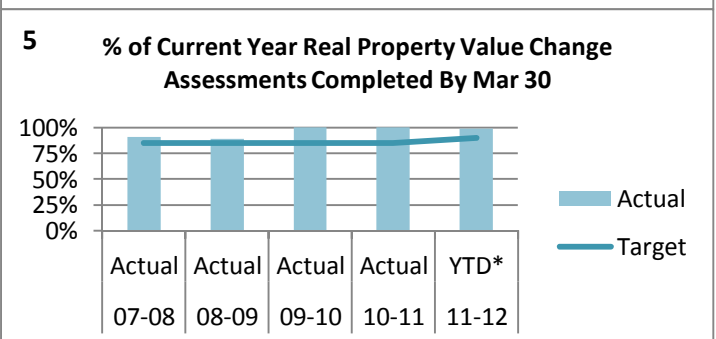 5
% of Current Year Real Property Value Change
Assessments Completed By Mar 30
100%
75%
50%
25%
0%
Actual
Target
Actual Actual Actual Actual YTD*
07-08 08-09 09-10 10-11 11-12